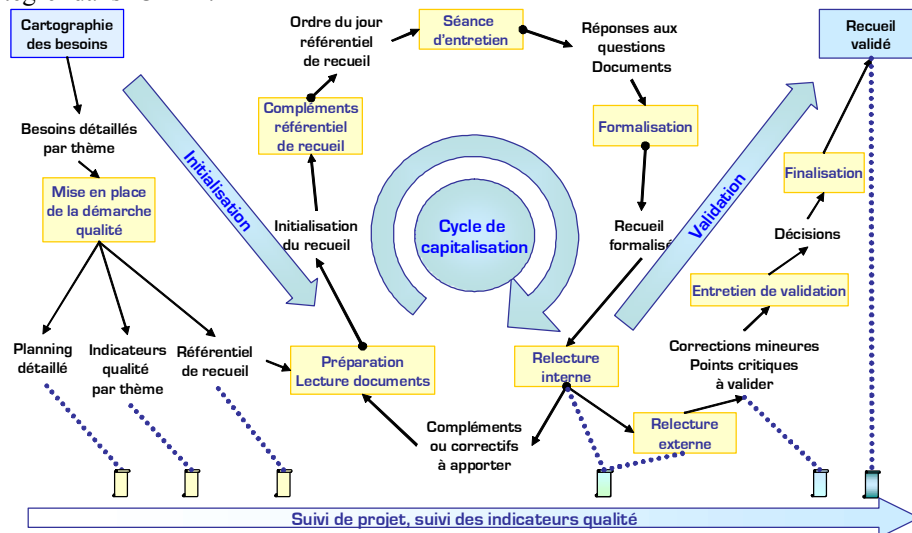 Cartographie
des besoins
Besoins détaillés
par thème
Mise en place
de la démarche
qualité
Planning
détaillé
Indicateurs
qualité
par thème
Référentiel
de recueil
Initialisation
Préparation
Lecture documents
Initialisation
du recueil
Compléments
référentiel
de recueil
Ordre du jour
référentiel
de recueil
Séance
d'entretien
Réponses aux
questions
Documents
Formalisation
Recueil
formalisé
Cycle de
capitalisation
Relecture
interne
Compléments
ou correctifs
à apporter
Relecture
externe
Corrections mineures
Points critiques
à valider
Entretien de validation
Décisions
Finalisation
Validation
Recueil
validé
Suivi de projet, suivi des indicateurs qualité